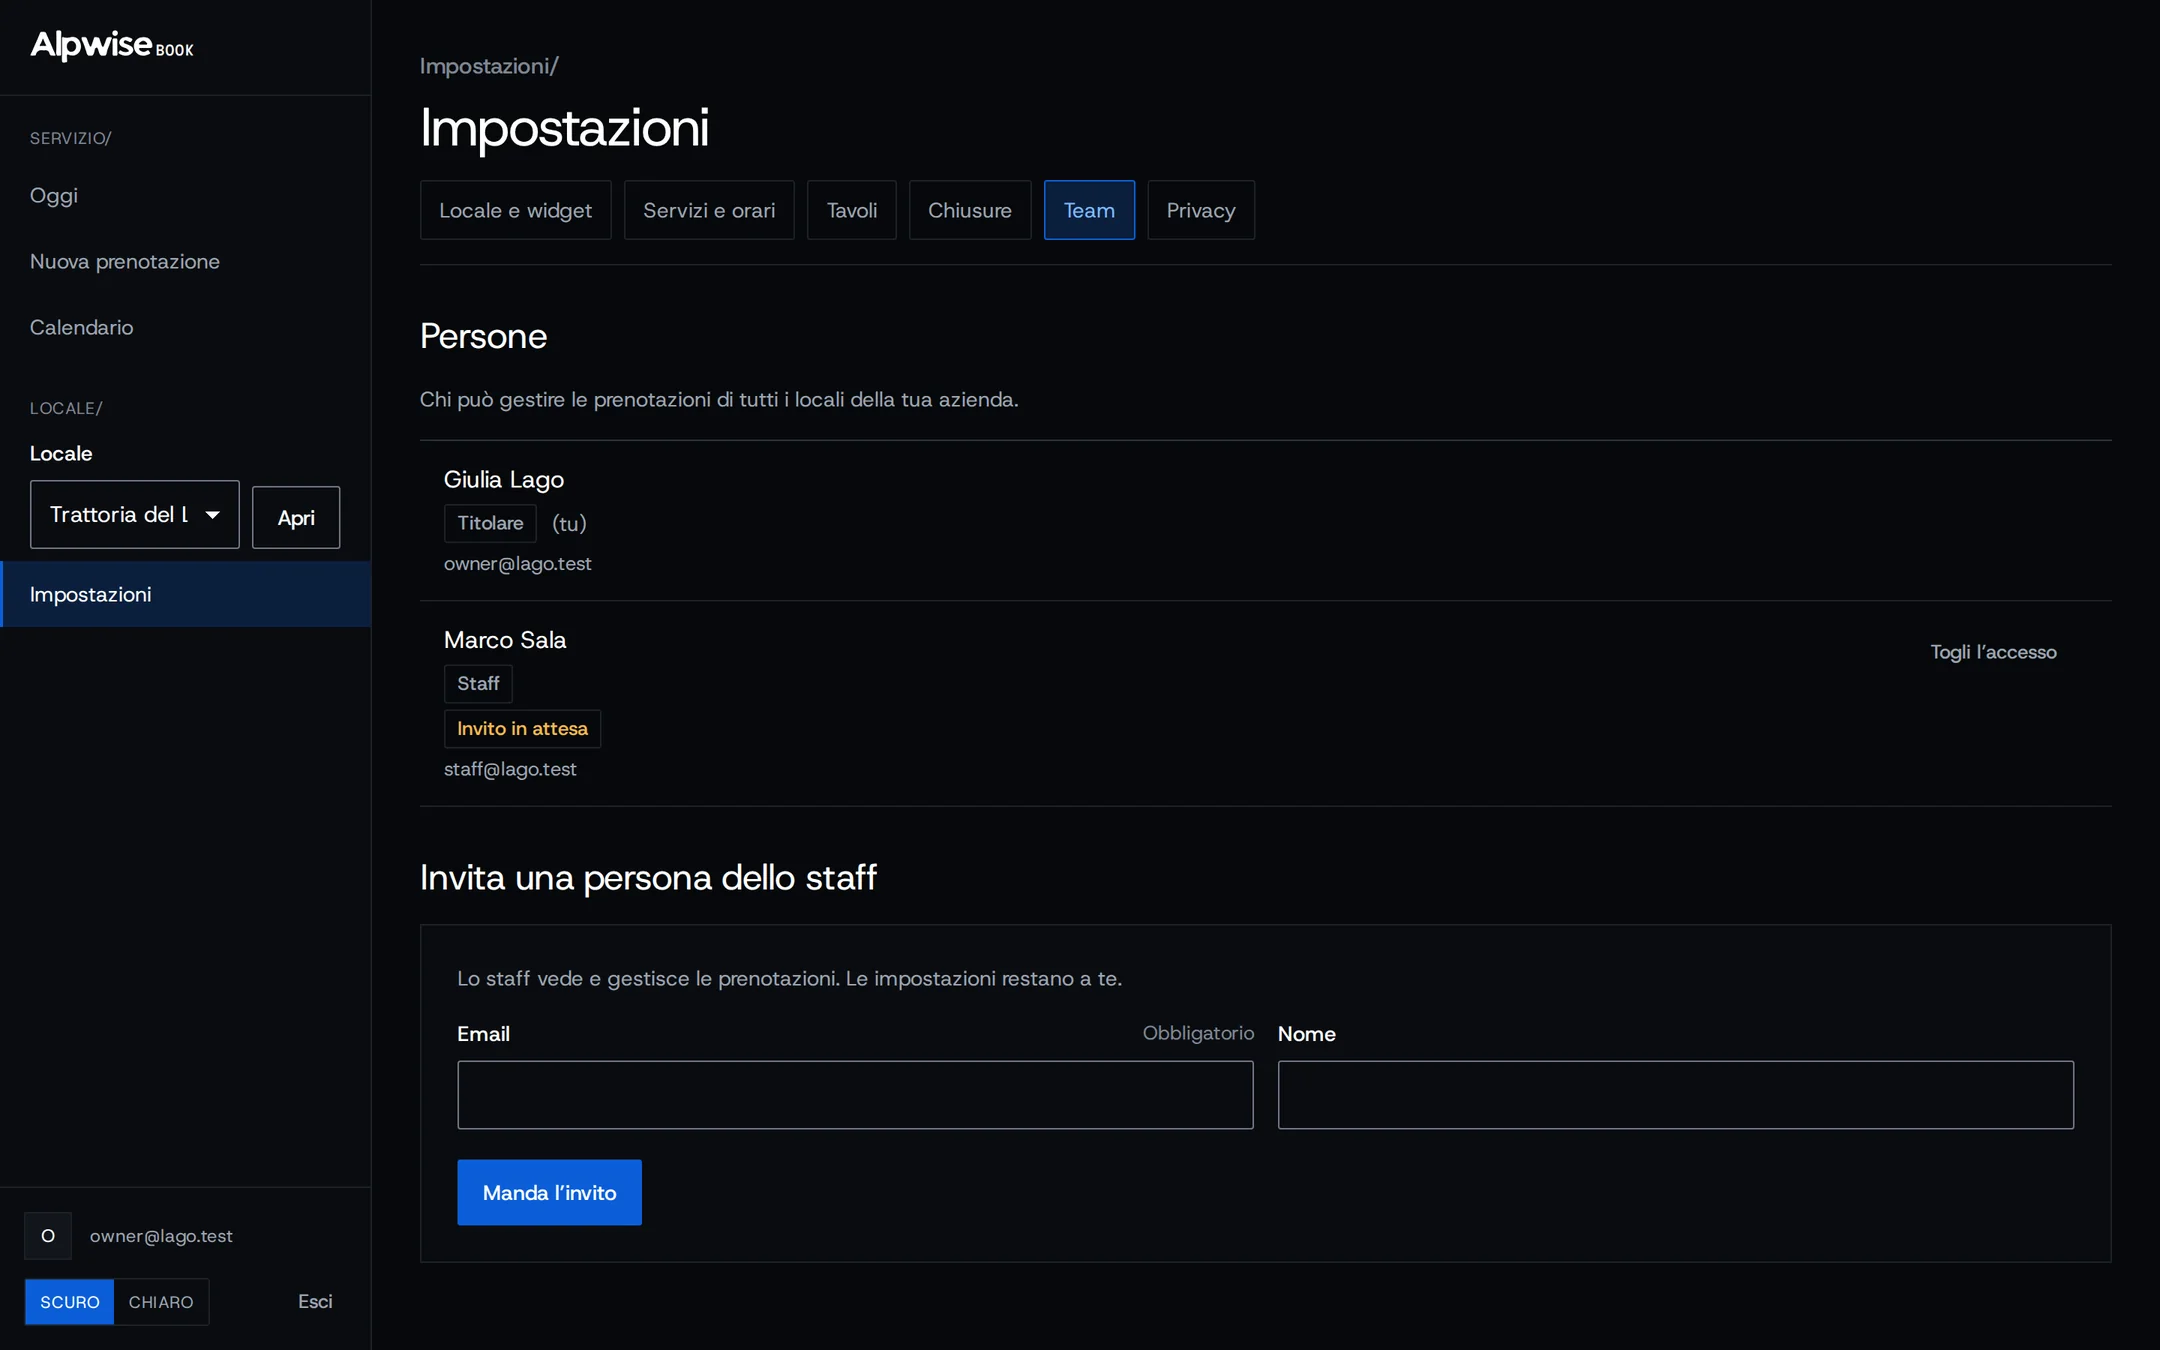 Alpwise BOOK
SERVIZIO/
Oggi
Nuova prenotazione
Calendario
LOCALE/
Locale
Trattoria del l
Apri
Impostazioni
owner@lago.test
O
SCURO
CHIARO
Esci
Impostazioni/
Impostazioni
Locale e widget
Servizi e orari
Tavoli
Chiusure
Team
Privacy
Persone
Chi può gestire le prenotazioni di tutti i locali della tua azienda.
Giulia Lago
Titolare (tu)
owner@lago.test
Marco Sala
Togli l'accesso
Staff
Invito in attesa
staff@lago.test
Invita una persona dello staff
Lo staff vede e gestisce le prenotazioni. Le impostazioni restano a te.
Email
Obbligatorio
Nome
Manda l'invito